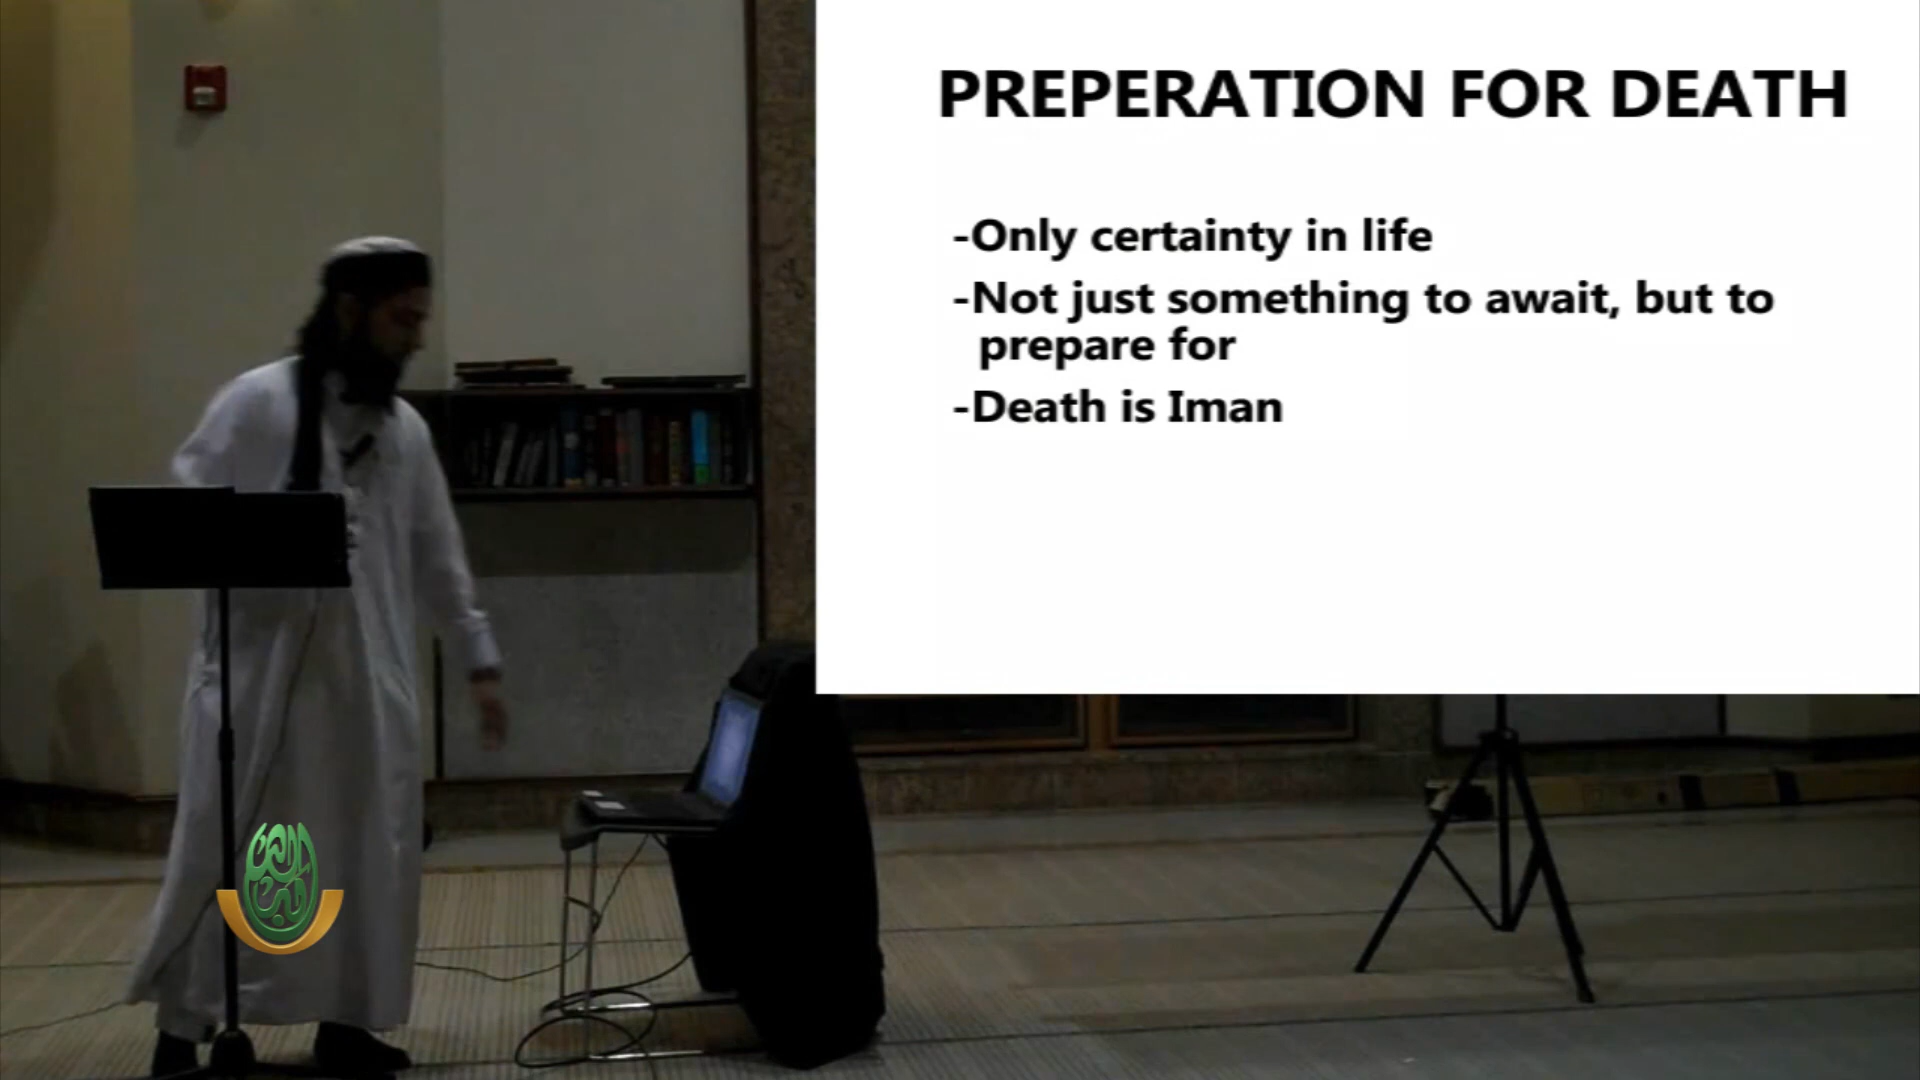 PREPERATION FOR DEATH
-Only certainty in life
-Not just something to await, but to
prepare for
-Death is Iman